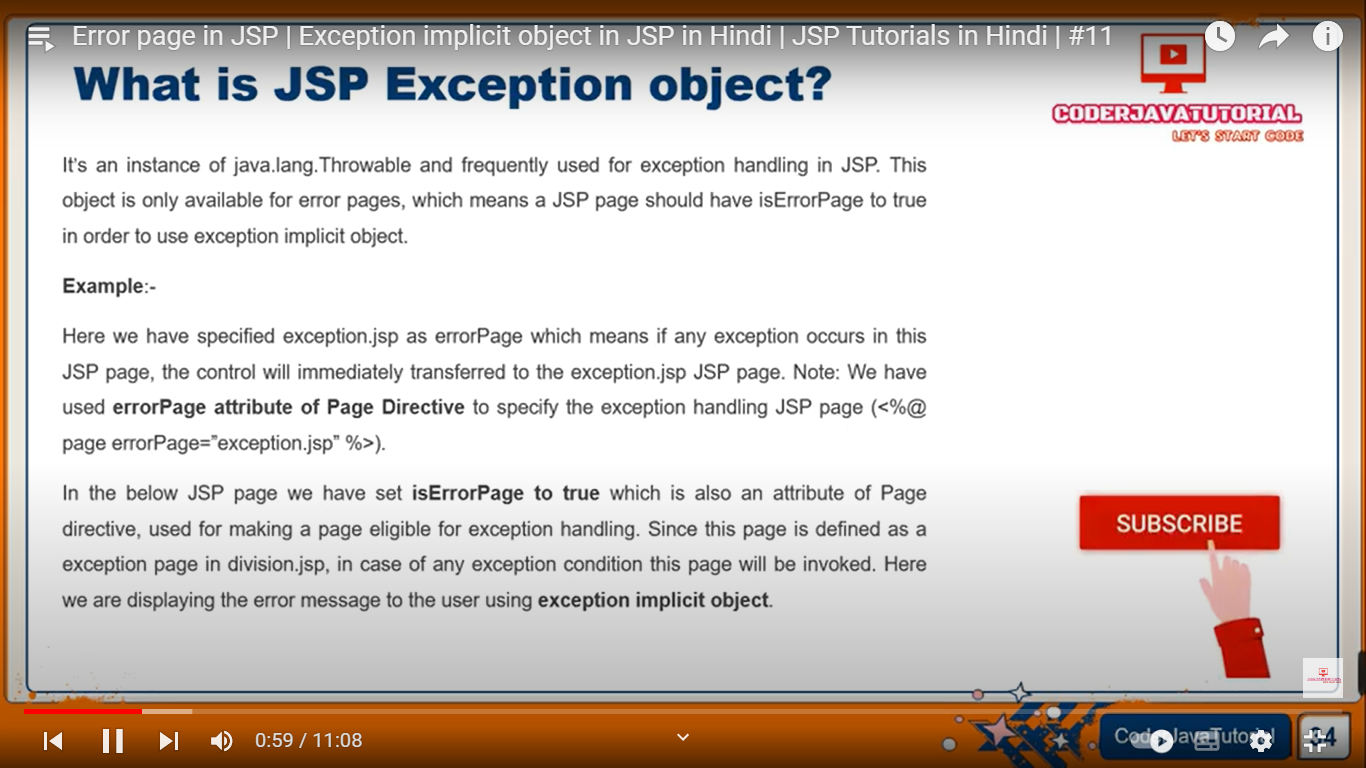 Error page in JSP | Exception implicit object in JSP in Hindi | JSP Tutorials in Hindi | #11
What is JSP Exception object?
CODERJAVATUTORIAL
LET'S START CODE
It's an instance of java.lang.Throwable and frequently used for exception handling in JSP. This
object is only available for error pages, which means a JSP page should have isErrorPage to true
in order to use exception implicit object.
Example:-
Here we have specified exception.jsp as errorPage which means if any exception occurs in this
JSP page, the control will immediately transferred to the exception.jsp JSP page. Note: We have
used errorPage attribute of Page Directive to specify the exception handling JSP page (<%@
page errorPage=”exception.jsp” %>).
In the below JSP page we have set isErrorPage to true which is also an attribute of Page
directive, used for making a page eligible for exception handling. Since this page is defined as a
exception page in division.jsp, in case of any exception condition this page will be invoked. Here
we are displaying the error message to the user using exception implicit object.
SUBSCRIBE
0:59 / 11:08